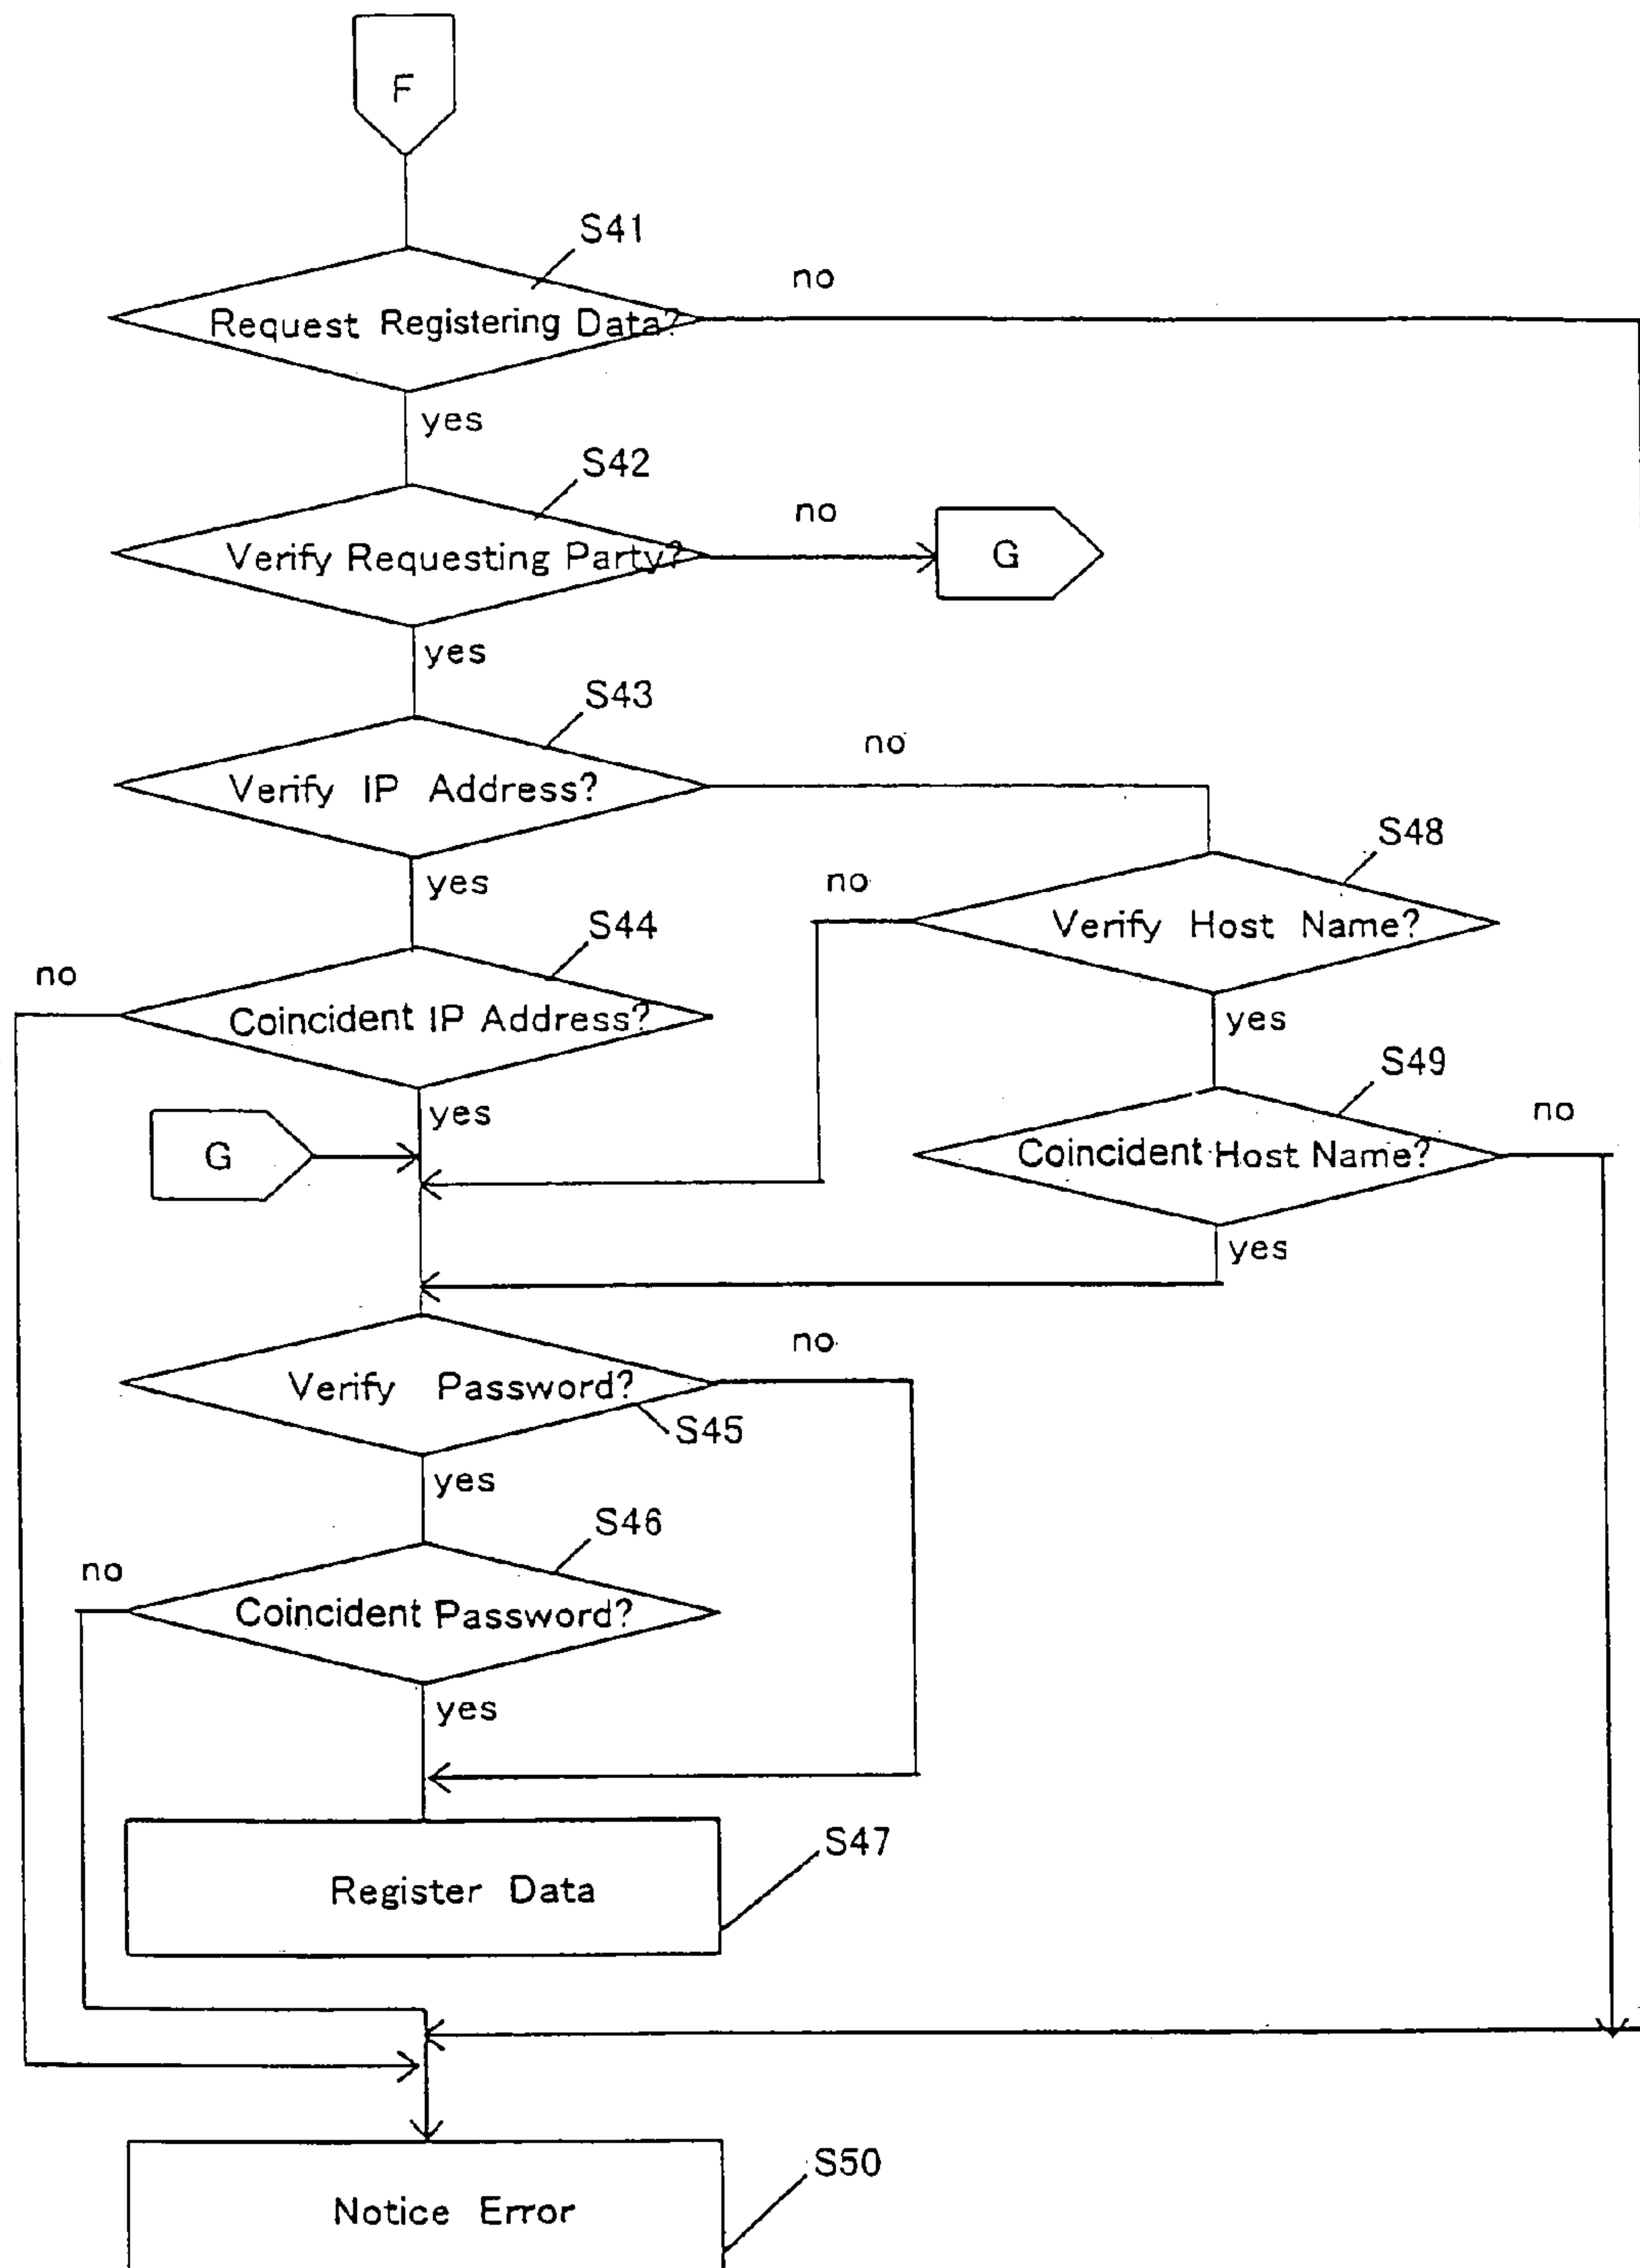 F
S41
no
Request Registering Data?
yes
S42
no
Verify Requesting Party?
G
yes
S43
no
Verify IP Address?
S48
yes
no
Verify Host Name?
S44
no
Coincident IP Address?
yes
S49
yes
no
G
Coincident Host Name?
yes
no
Verify Password?
S45
yes
S46
no
Coincident Password?
yes
S47
Register Data
S50
Notice Error